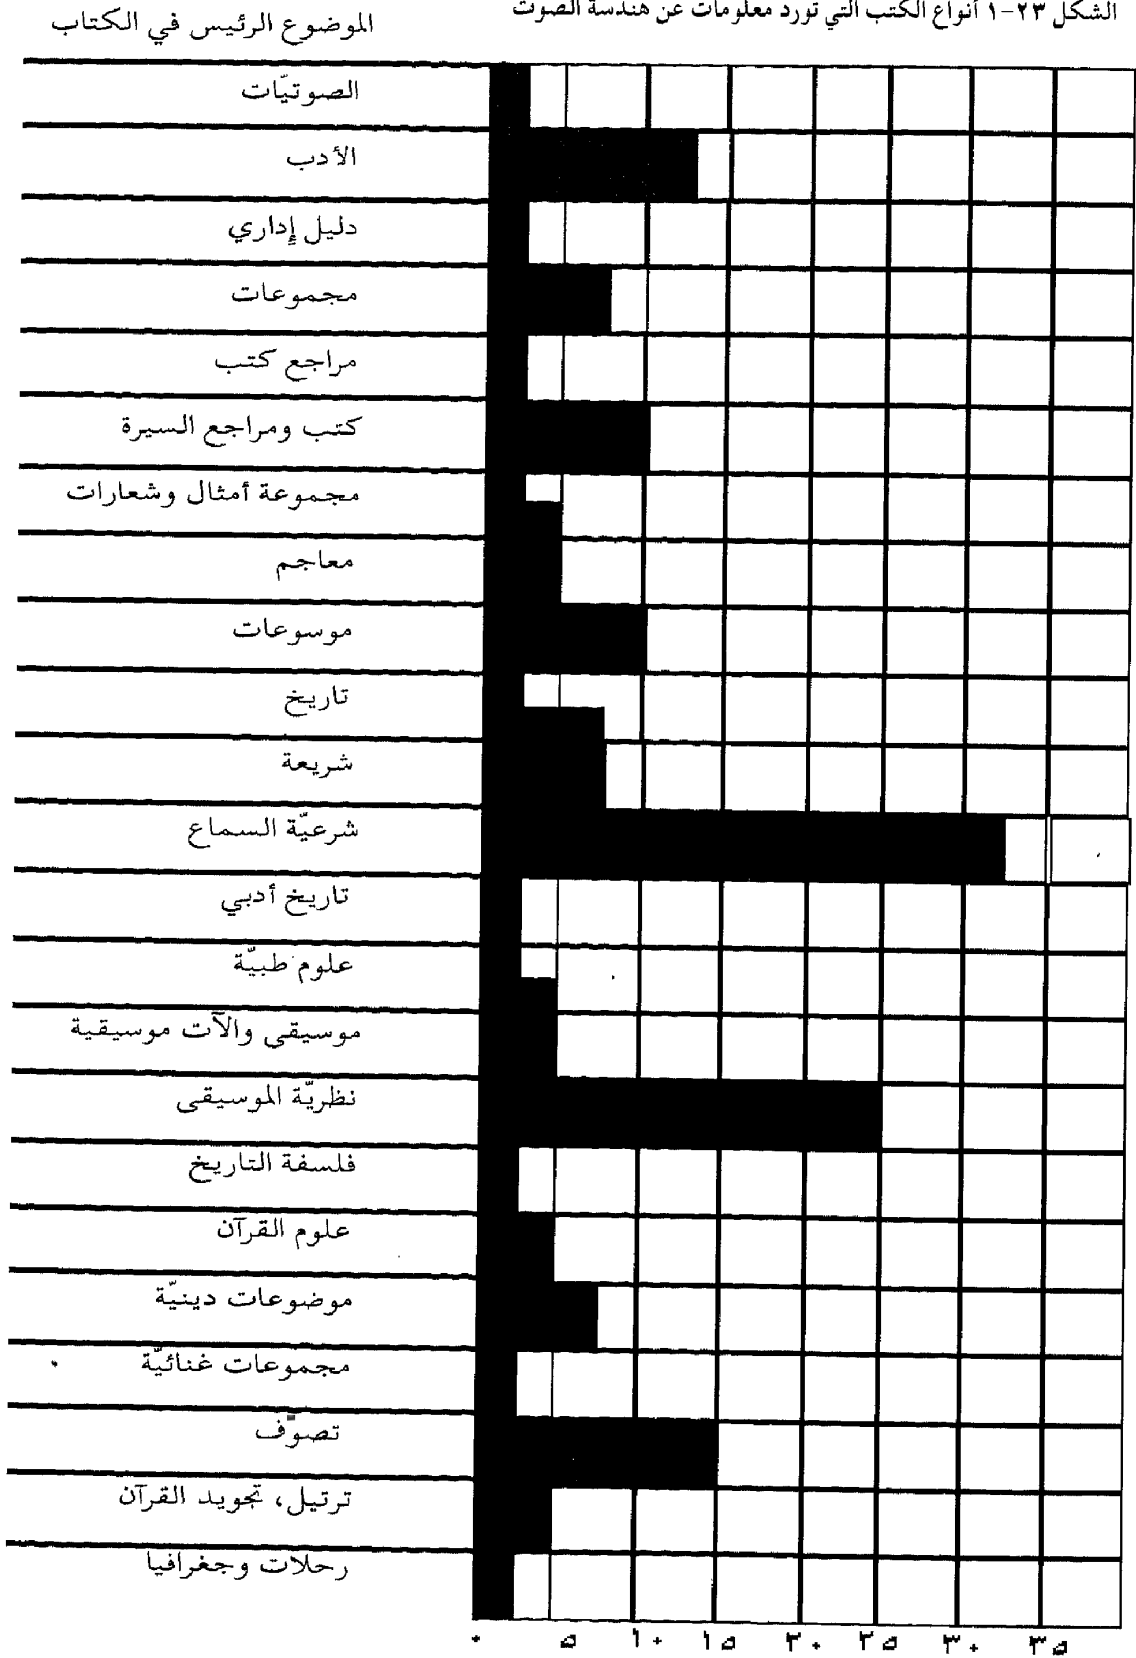 الشكل ٢٣-١ أنواع الكتب التي تورد معلومات عن هندسة الصوت
الموضوع الرئيس في الكتاب
الصوتيّات
الأدب
دليل إداري
مجموعات
مراجع كتب
كتب ومراجع السيرة
مجموعة أمثال وشعارات
معاجم
موسوعات
تاريخ
شريعة
شرعيّة السماع
تاريخ أدبي
علوم طبيّة
موسيقى والآت موسيقية
نظريّة الموسيقى
فلسفة التاريخ
علوم القرآن
موضوعات دينيّة
مجموعات غنائيّة
تصوّف
ترتيل، تجويد القرآن
رحلات وجغرافيا
٠ ٥ ١٠ ١٥ ٢٠ ٢٥ ٣٠ ٣٥